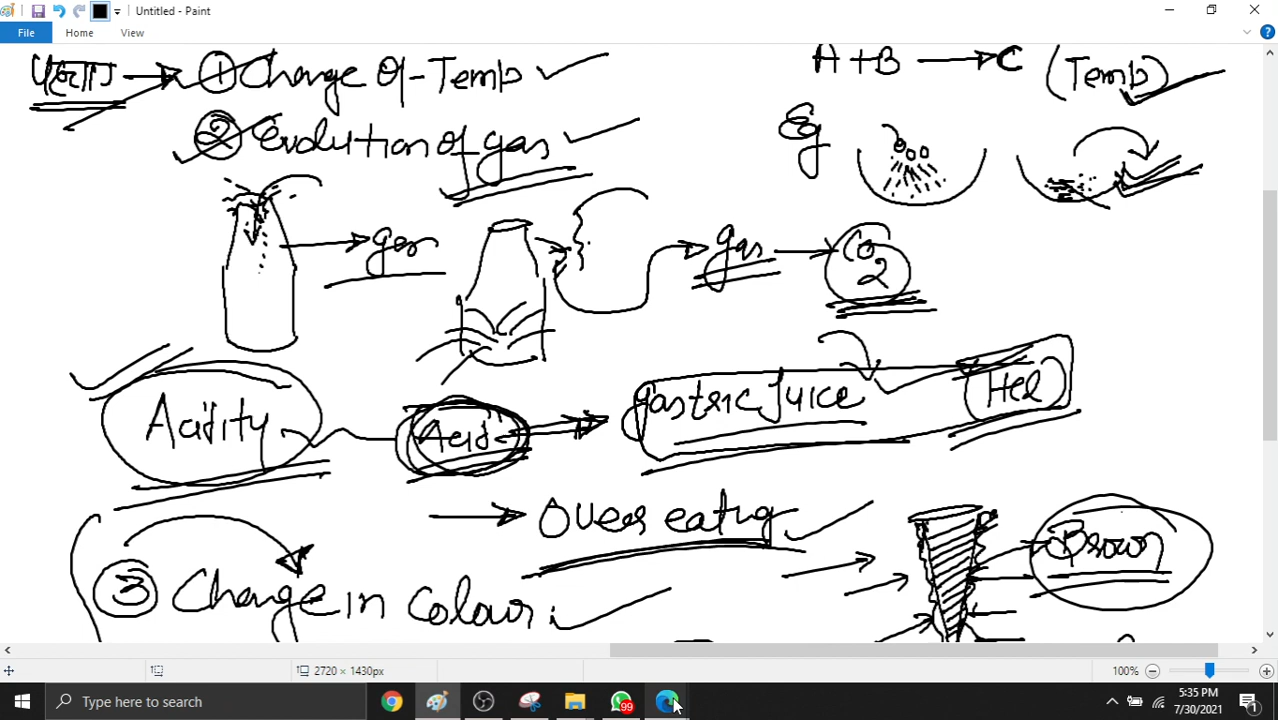 Untitled - Paint
File Home View
→ ① Change Of Temp ✓
A + B → C (Temp) ✓
② evolution of gas ✓
Eg
→ gas
→ gas → CO2
Acidity Acid → gastric Juice HCl
→ Over eating ✓
Brown
③ Change in Colour : ✓
2720 × 1430px
100%
Type here to search
99
5:35 PM
7/30/2021
1